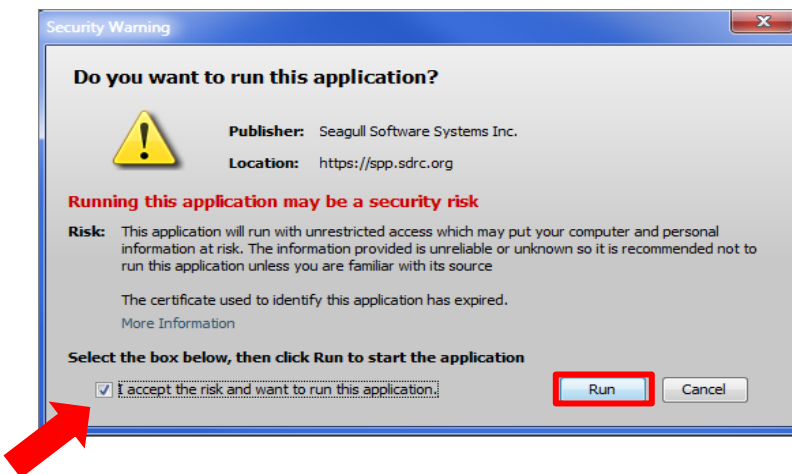 Security Warning
Do you want to run this application?
Publisher: Seagull Software Systems Inc.
Location: https://spp.sdrc.org
Running this application may be a security risk
Risk: This application will run with unrestricted access which may put your computer and personal
information at risk. The information provided is unreliable or unknown so it is recommended not to
run this application unless you are familiar with its source
The certificate used to identify this application has expired.
More Information
Select the box below, then click Run to start the application
I accept the risk and want to run this application.
Run Cancel